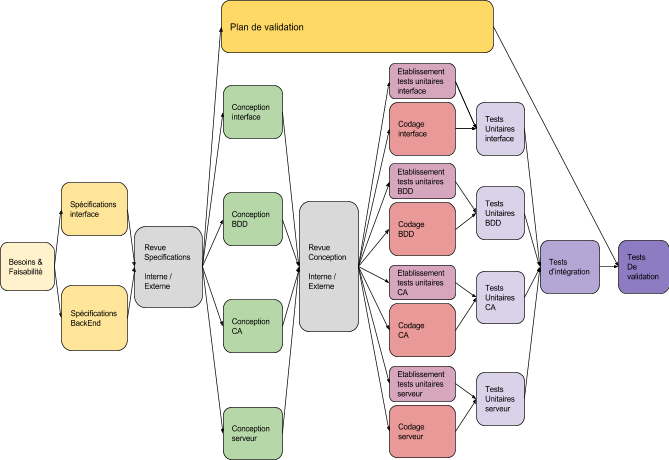 Plan de validation
Besoins &
Faisabilité
Spécifications
interface
Spécifications
BackEnd
Revue
Specifications
Interne /
Externe
Conception
interface
Conception
BDD
Conception
CA
Conception
serveur
Revue
Conception
Interne /
Externe
Etablissement
tests unitaires
interface
Codage
interface
Etablissement
tests unitaires
BDD
Codage
BDD
Etablissement
tests unitaires
CA
Codage
CA
Etablissement
tests unitaires
serveur
Codage
serveur
Tests
Unitaires
interface
Tests
Unitaires
BDD
Tests
Unitaires
CA
Tests
Unitaires
serveur
Tests
d'intégration
Tests
De
validation